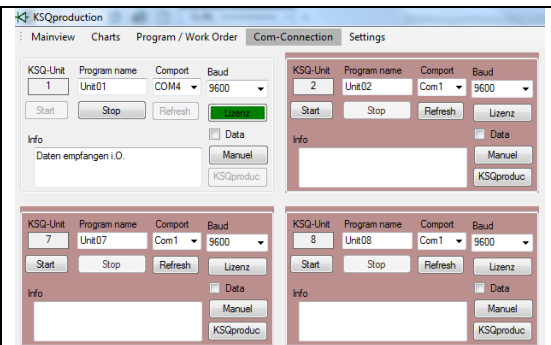 KSQproduction
Mainview Charts Program / Work Order Com-Connection Settings
KSQ-Unit Program name Comport Baud
1 Unit01 COM4 9600
Start Stop Refresh Lizenz
Data
Info
Daten empfangen i.O.
Manuel
KSQproduc
KSQ-Unit Program name Comport Baud
2 Unit02 Com1 9600
Start Stop Refresh Lizenz
Data
Info
Manuel
KSQproduc
KSQ-Unit Program name Comport Baud
7 Unit07 Com1 9600
Start Stop Refresh Lizenz
Data
Info
Manuel
KSQproduc
KSQ-Unit Program name Comport Baud
8 Unit08 Com1 9600
Start Stop Refresh Lizenz
Data
Info
Manuel
KSQproduc